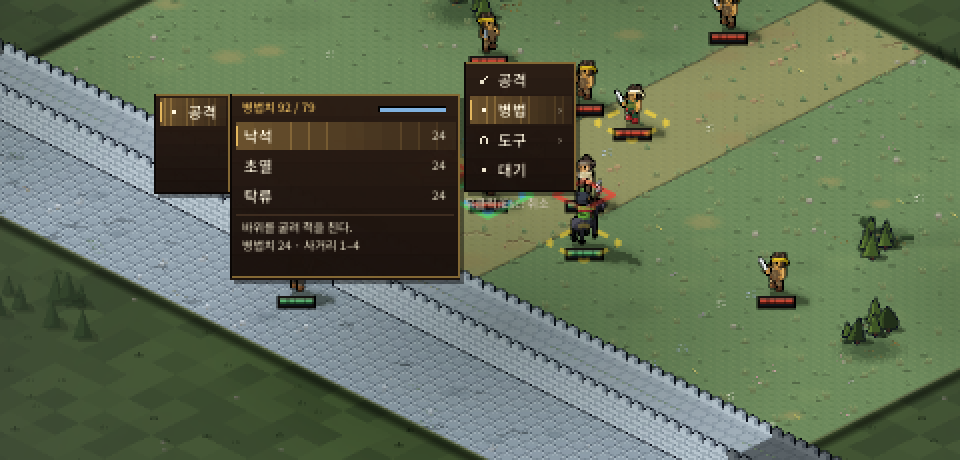 공격
병법치 92 / 79
낙석 24
초열 24
탁류 24
바위를 굴려 적을 친다.
병법치 24 · 사거리 1–4
✓ 공격
병법 ›
도구 ›
대기
취소